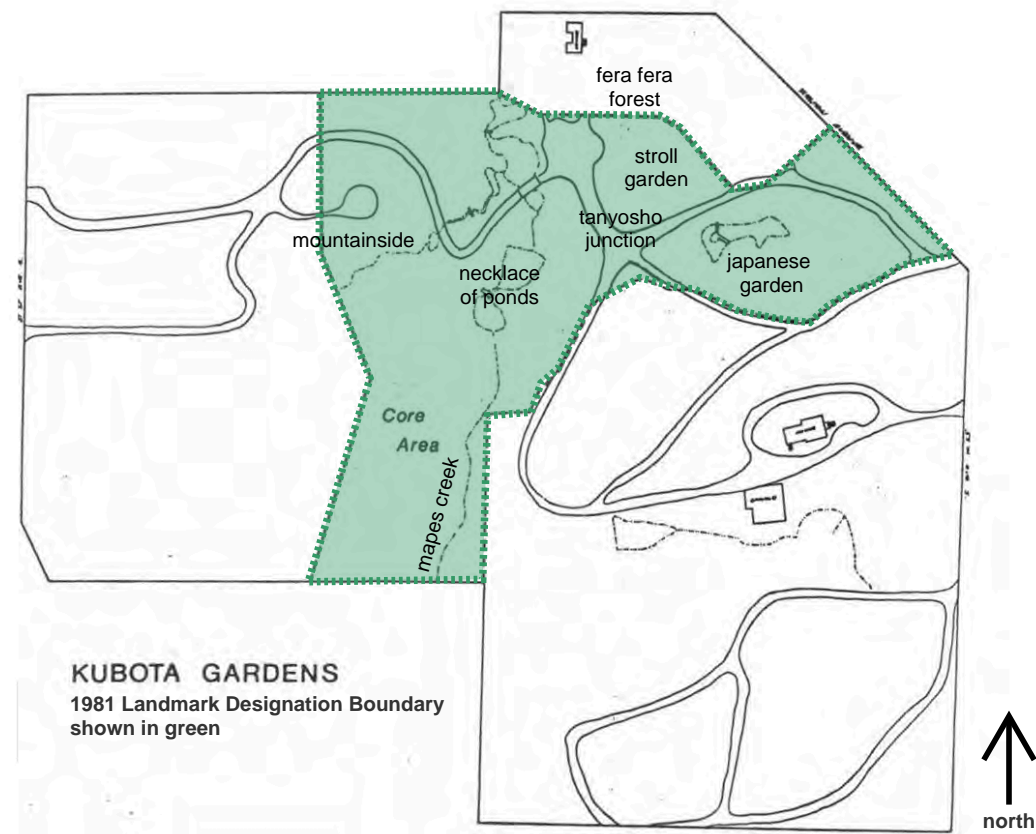 fera fera
forest
stroll
garden
tanyosho
junction
mountainside
necklace
of ponds
japanese
garden
Core
Area
mapes creek
KUBOTA GARDENS
1981 Landmark Designation Boundary
shown in green
north